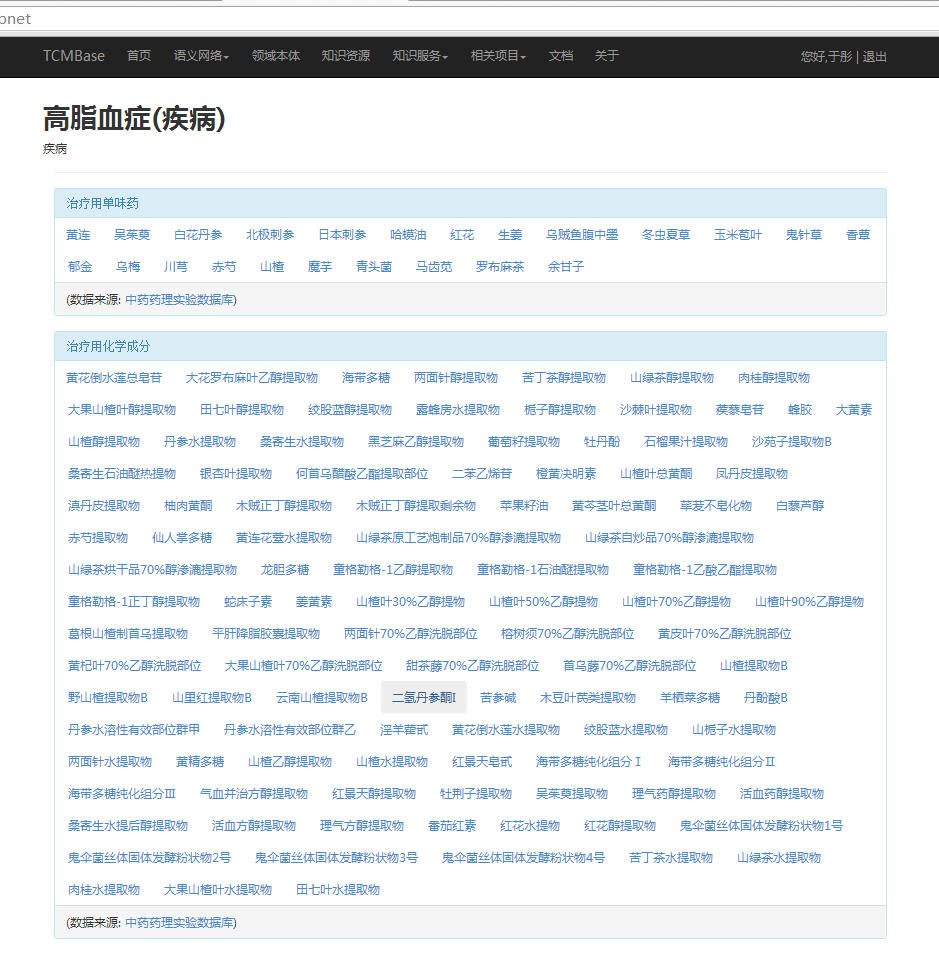 onet
TCMBase 首页 语义网络 领域本体 知识资源 知识服务 相关项目 文档 关于 您好,于彤 | 退出
高脂血症(疾病)
疾病
治疗用单味药
黄连 吴茱萸 白花丹参 北极刺参 日本刺参 哈蟆油 红花 生姜 乌贼鱼腹中墨 冬虫夏草 玉米苞叶 鬼针草 香蕈
郁金 乌梅 川芎 赤芍 山楂 魔芋 青头菌 马齿苋 罗布麻茶 余甘子
(数据来源: 中药药理实验数据库)
治疗用化学成分
黄花倒水莲总皂苷 大花罗布麻叶乙醇提取物 海带多糖 两面针醇提取物 苦丁茶醇提取物 山绿茶醇提取物 肉桂醇提取物
大果山楂叶醇提取物 田七叶醇提取物 绞股蓝醇提取物 露蜂房水提取物 栀子醇提取物 沙棘叶提取物 蒺藜皂苷 蜂胶 大黄素
山楂醇提取物 丹参水提取物 桑寄生水提取物 黑芝麻乙醇提取物 葡萄籽提取物 牡丹酚 石榴果汁提取物 沙苑子提取物B
桑寄生石油醚热提物 银杏叶提取物 何首乌醋酸乙酯提取部位 二苯乙烯苷 橙黄决明素 山楂叶总黄酮 凤丹皮提取物
滇丹皮提取物 柚肉黄酮 木贼正丁醇提取物 木贼正丁醇提取剩余物 苹果籽油 黄芩茎叶总黄酮 荜茇不皂化物 白藜芦醇
赤芍提取物 仙人掌多糖 黄连花薹水提取物 山绿茶原工艺炮制品70%醇渗漉提取物 山绿茶自炒品70%醇渗漉提取物
山绿茶烘干品70%醇渗漉提取物 龙胆多糖 童格勒格-1乙醇提取物 童格勒格-1石油醚提取物 童格勒格-1乙酸乙酯提取物
童格勒格-1正丁醇提取物 蛇床子素 姜黄素 山楂叶30%乙醇提物 山楂叶50%乙醇提物 山楂叶70%乙醇提物 山楂叶90%乙醇提物
葛根山楂制首乌提取物 平肝降脂胶囊提取物 两面针70%乙醇洗脱部位 榕树须70%乙醇洗脱部位 黄皮叶70%乙醇洗脱部位
黄杞叶70%乙醇洗脱部位 大果山楂叶70%乙醇洗脱部位 甜茶藤70%乙醇洗脱部位 首乌藤70%乙醇洗脱部位 山楂提取物B
野山楂提取物B 山里红提取物B 云南山楂提取物B 二氢丹参酮I 苦参碱 木豆叶芪类提取物 羊栖菜多糖 丹酚酸B
丹参水溶性有效部位群甲 丹参水溶性有效部位群乙 淫羊藿甙 黄花倒水莲水提取物 绞股蓝水提取物 山栀子水提取物
两面针水提取物 黄精多糖 山楂乙醇提取物 山楂水提取物 红景天皂甙 海带多糖纯化组分Ⅰ 海带多糖纯化组分Ⅱ
海带多糖纯化组分Ⅲ 气血并治方醇提取物 红景天醇提取物 牡荆子提取物 吴茱萸提取物 理气药醇提取物 活血药醇提取物
桑寄生水提后醇提取物 活血方醇提取物 理气方醇提取物 番茄红素 红花水提物 红花醇提取物 鬼伞菌丝体固体发酵粉状物1号
鬼伞菌丝体固体发酵粉状物2号 鬼伞菌丝体固体发酵粉状物3号 鬼伞菌丝体固体发酵粉状物4号 苦丁茶水提取物 山绿茶水提取物
肉桂水提取物 大果山楂叶水提取物 田七叶水提取物
(数据来源: 中药药理实验数据库)